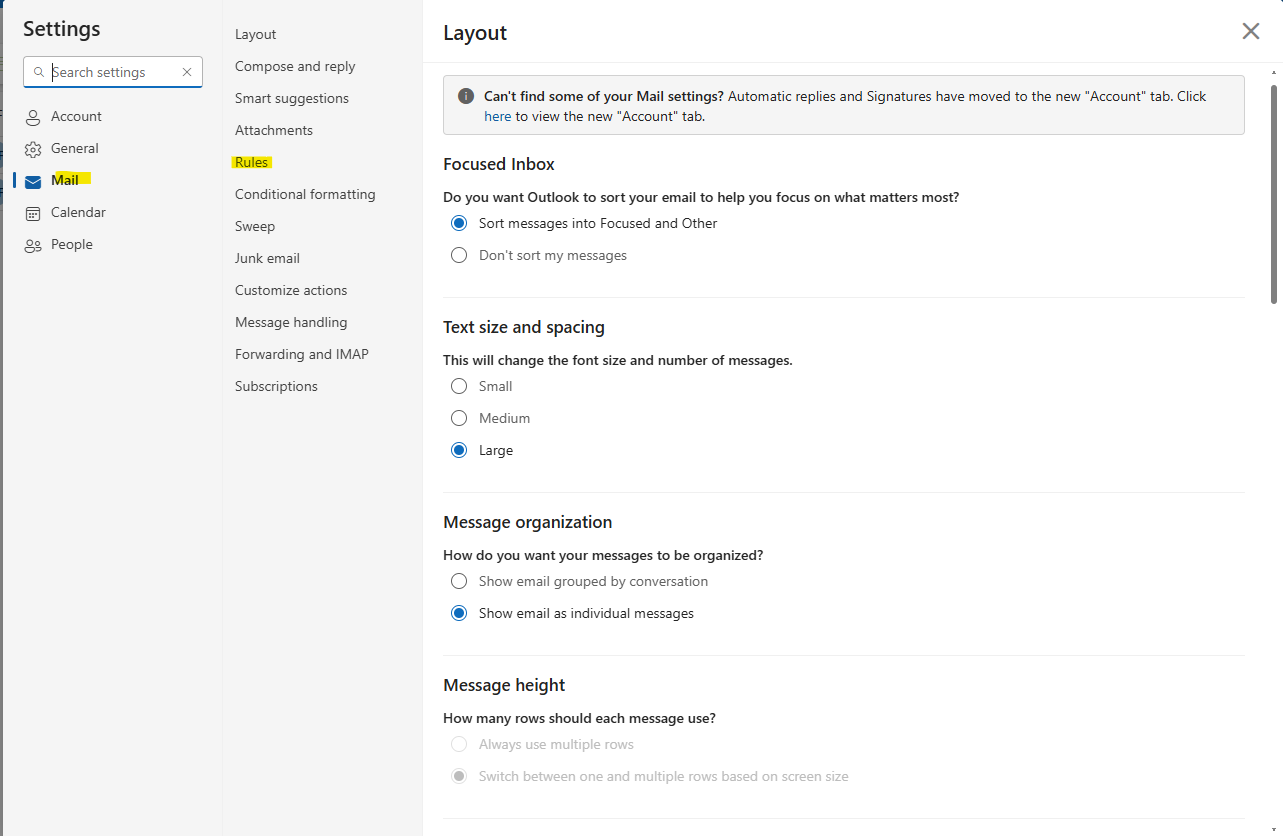 Settings
Search settings
Account
General
Mail
Calendar
People
Layout
Compose and reply
Smart suggestions
Attachments
Rules
Conditional formatting
Sweep
Junk email
Customize actions
Message handling
Forwarding and IMAP
Subscriptions
Layout
Can't find some of your Mail settings? Automatic replies and Signatures have moved to the new "Account" tab. Click
here to view the new "Account" tab.
Focused Inbox
Do you want Outlook to sort your email to help you focus on what matters most?
Sort messages into Focused and Other
Don't sort my messages
Text size and spacing
This will change the font size and number of messages.
Small
Medium
Large
Message organization
How do you want your messages to be organized?
Show email grouped by conversation
Show email as individual messages
Message height
How many rows should each message use?
Always use multiple rows
Switch between one and multiple rows based on screen size